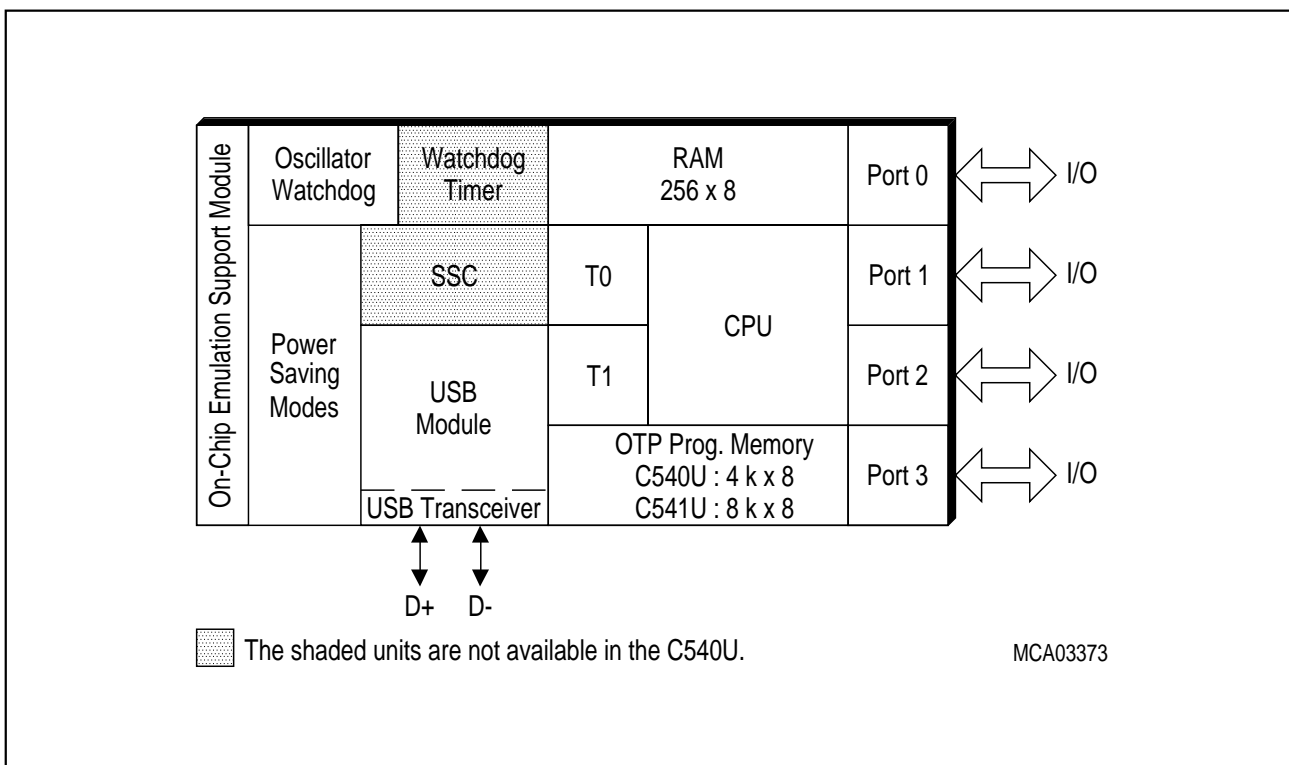 On-Chip Emulation Support Module
Oscillator
Watchdog
Watchdog
Timer
RAM
256 x 8
Port 0
I/O
Power
Saving
Modes
SSC
T0
CPU
Port 1
I/O
USB
Module
T1
Port 2
I/O
USB Transceiver
OTP Prog. Memory
C540U : 4 k x 8
C541U : 8 k x 8
Port 3
I/O
D+
D-
The shaded units are not available in the C540U.
MCA03373